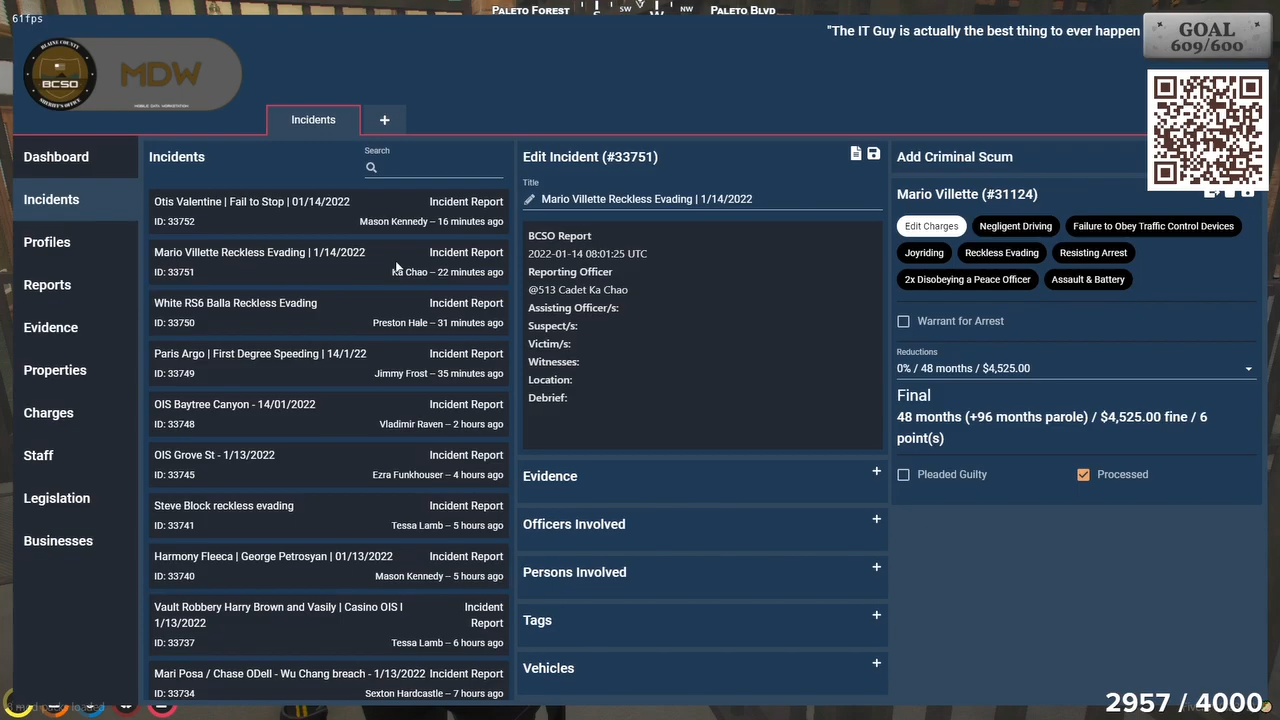 61fps
PALETO FOREST
SW
W
NW
PALETO BLVD
"The IT Guy is actually the best thing to ever happen
GOAL
609/600
BLAINE COUNTY
BCSO
SHERIFF'S OFFICE
MDW
MOBILE DATA WORKSTATION
Incidents
+
Dashboard
Incidents
Profiles
Reports
Evidence
Properties
Charges
Staff
Legislation
Businesses
Incidents
Search
Otis Valentine | Fail to Stop | 01/14/2022
Incident Report
ID: 33752
Mason Kennedy – 16 minutes ago
Mario Villette Reckless Evading | 1/14/2022
Incident Report
ID: 33751
Ka Chao – 22 minutes ago
White RS6 Balla Reckless Evading
Incident Report
ID: 33750
Preston Hale – 31 minutes ago
Paris Argo | First Degree Speeding | 14/1/22
Incident Report
ID: 33749
Jimmy Frost – 35 minutes ago
OIS Baytree Canyon - 14/01/2022
Incident Report
ID: 33748
Vladimir Raven – 2 hours ago
OIS Grove St - 1/13/2022
Incident Report
ID: 33745
Ezra Funkhouser – 4 hours ago
Steve Block reckless evading
Incident Report
ID: 33741
Tessa Lamb – 5 hours ago
Harmony Fleeca | George Petrosyan | 01/13/2022
Incident Report
ID: 33740
Mason Kennedy – 5 hours ago
Vault Robbery Harry Brown and Vasily | Casino OIS I
1/13/2022
Incident
Report
ID: 33737
Tessa Lamb – 6 hours ago
Mari Posa / Chase ODell - Wu Chang breach - 1/13/2022
Incident Report
ID: 33734
Sexton Hardcastle – 7 hours ago
Edit Incident (#33751)
Title
Mario Villette Reckless Evading | 1/14/2022
BCSO Report
2022-01-14 08:01:25 UTC
Reporting Officer
@513 Cadet Ka Chao
Assisting Officer/s:
Suspect/s:
Victim/s:
Witnesses:
Location:
Debrief:
Evidence
+
Officers Involved
+
Persons Involved
+
Tags
+
Vehicles
+
Add Criminal Scum
Mario Villette (#31124)
Edit Charges
Negligent Driving
Failure to Obey Traffic Control Devices
Joyriding
Reckless Evading
Resisting Arrest
2x Disobeying a Peace Officer
Assault & Battery
Warrant for Arrest
Reductions
0% / 48 months / $4,525.00
Final
48 months (+96 months parole) / $4,525.00 fine / 6
point(s)
Pleaded Guilty
Processed
2957 / 4000